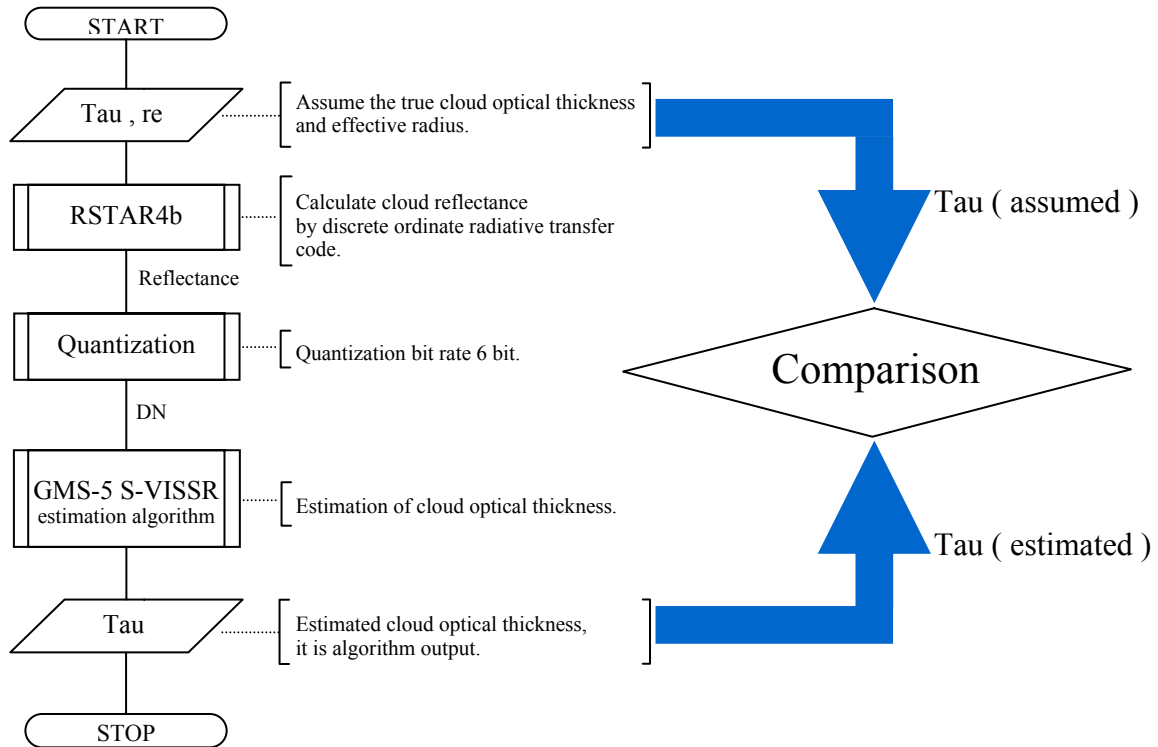 START
Tau , re
Assume the true cloud optical thickness
and effective radius.
RSTAR4b
Calculate cloud reflectance
by discrete ordinate radiative transfer
code.
Reflectance
Quantization
Quantization bit rate 6 bit.
DN
GMS-5 S-VISSR
estimation algorithm
Estimation of cloud optical thickness.
Tau
Estimated cloud optical thickness,
it is algorithm output.
STOP
Tau ( assumed )
Comparison
Tau ( estimated )